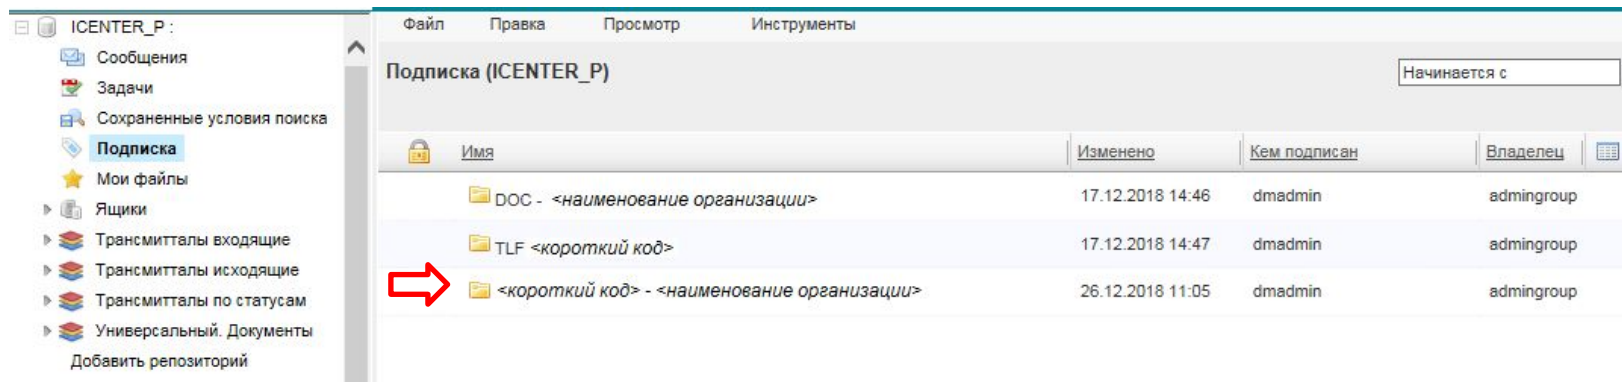 ICENTER_P :
Сообщения
Задачи
Сохраненные условия поиска
Подписка
Мои файлы
Ящики
Трансмитталы входящие
Трансмитталы исходящие
Трансмитталы по статусам
Универсальный. Документы
Добавить репозиторий
Файл Правка Просмотр Инструменты
Подписка (ICENTER_P) Начинается с
Имя Изменено Кем подписан Владелец
DOC - <наименование организации> 17.12.2018 14:46 dmadmin admingroup
TLF <короткий код> 17.12.2018 14:47 dmadmin admingroup
<короткий код> - <наименование организации> 26.12.2018 11:05 dmadmin admingroup